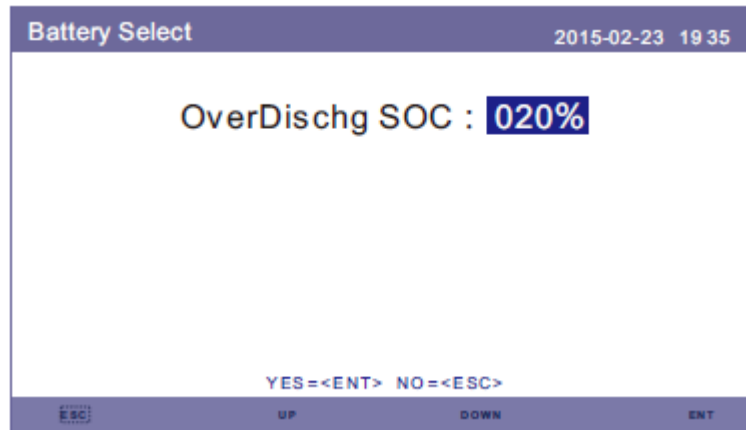 Battery Select 2015-02-23 19 35
OverDischg SOC : 020%
YES=<ENT> NO=<ESC>
ESC UP DOWN ENT